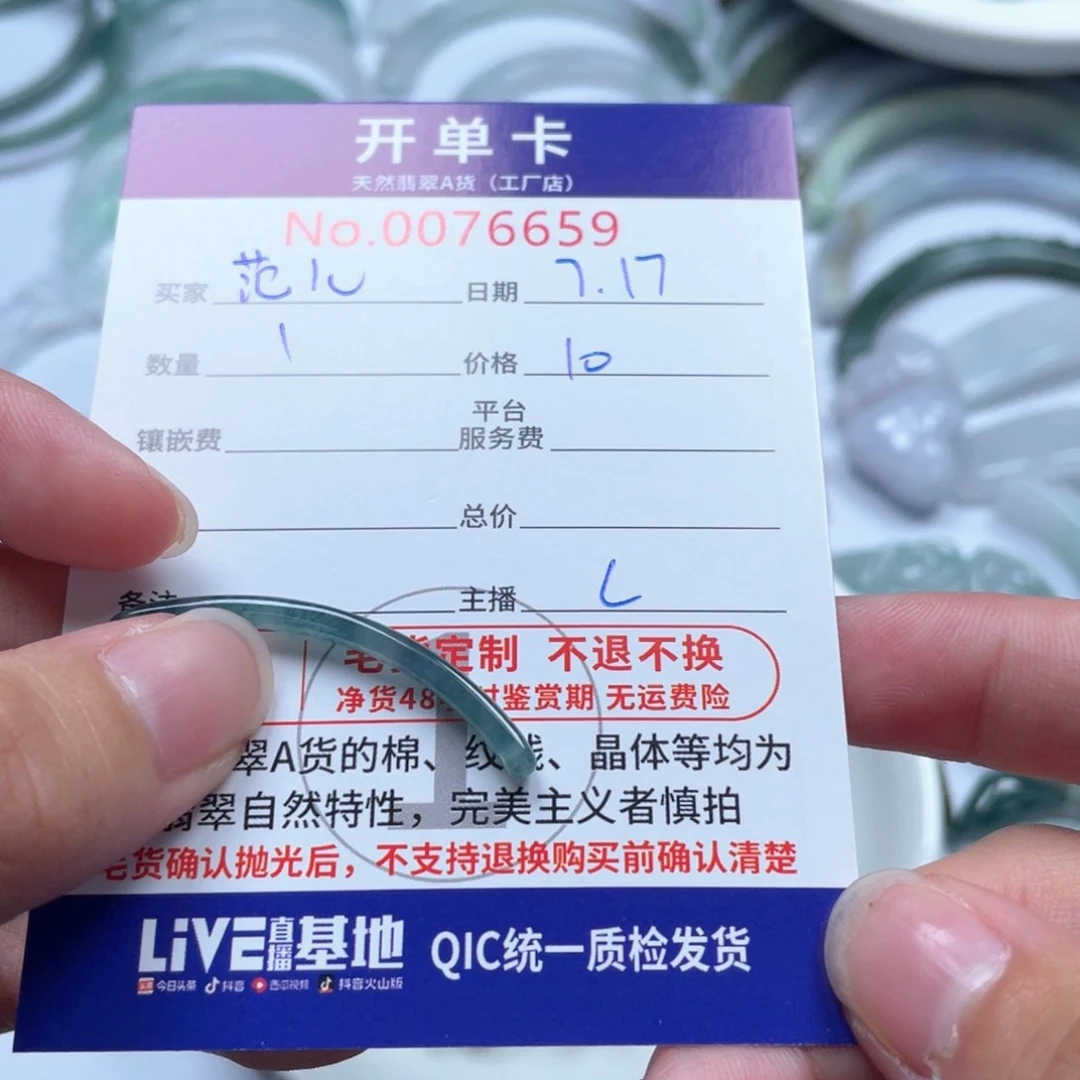 开单卡
天然翡翠A货（工厂店）
No.0076659
买家 范 日期 7.17
数量 1 价格 10
镶嵌费 平台服务费
总价
备注 主播 L
定制 不退不换
净货48 鉴赏期 无运费险
翠A货的棉、纹线、晶体等均为
翡翠自然特性，完美主义者慎拍
毛货确认抛光后，不支持退换购买前确认清楚
LiVE直播基地 QIC统一质检发货
今日头条 抖音 西瓜视频 抖音火山版